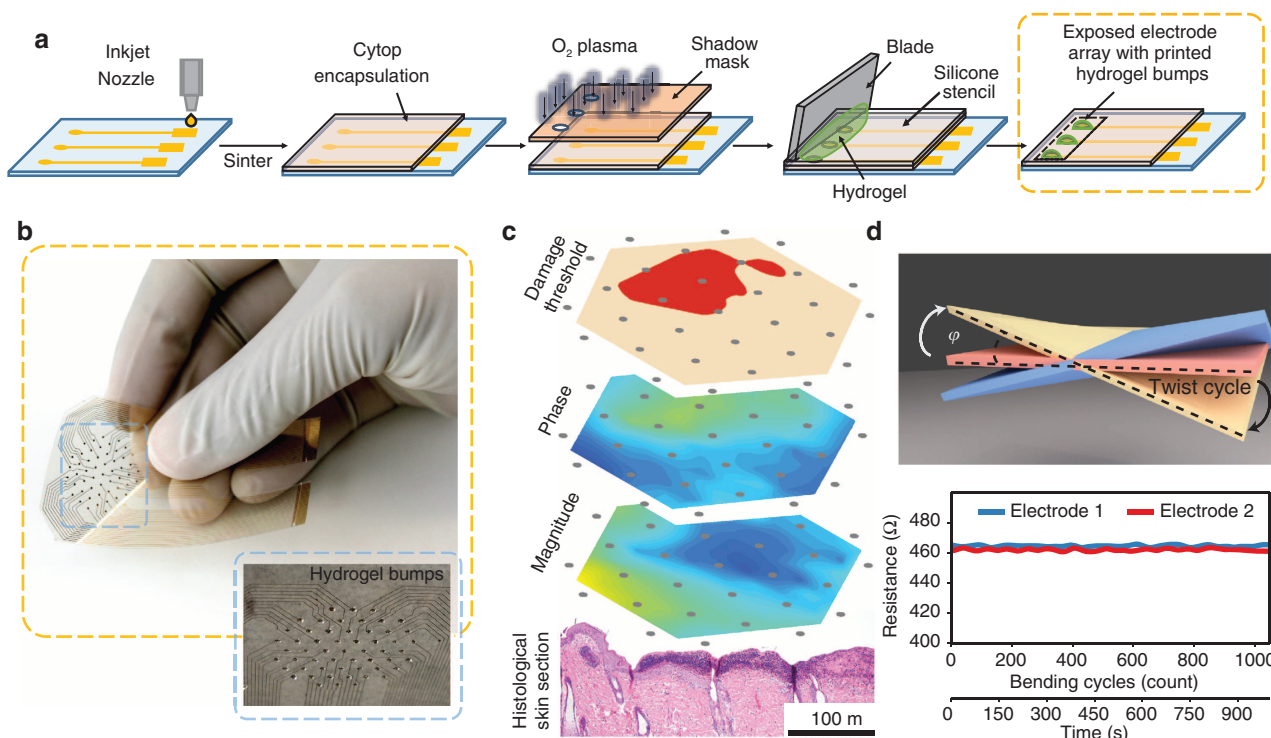 a
Inkjet
Nozzle
Sinter
Cytop
encapsulation
O2 plasma
Shadow
mask
Blade
Silicone
stencil
Hydrogel
Exposed electrode
array with printed
hydrogel bumps
b
Hydrogel bumps
c
Damage
threshold
Phase
Magnitude
Histological
skin section
100 m
d
φ
Twist cycle
Resistance (Ω)
480
460
440
420
400
Electrode 1
Electrode 2
0 200 400 600 800 1000
Bending cycles (count)
0 150 300 450 600 750 900
Time (s)